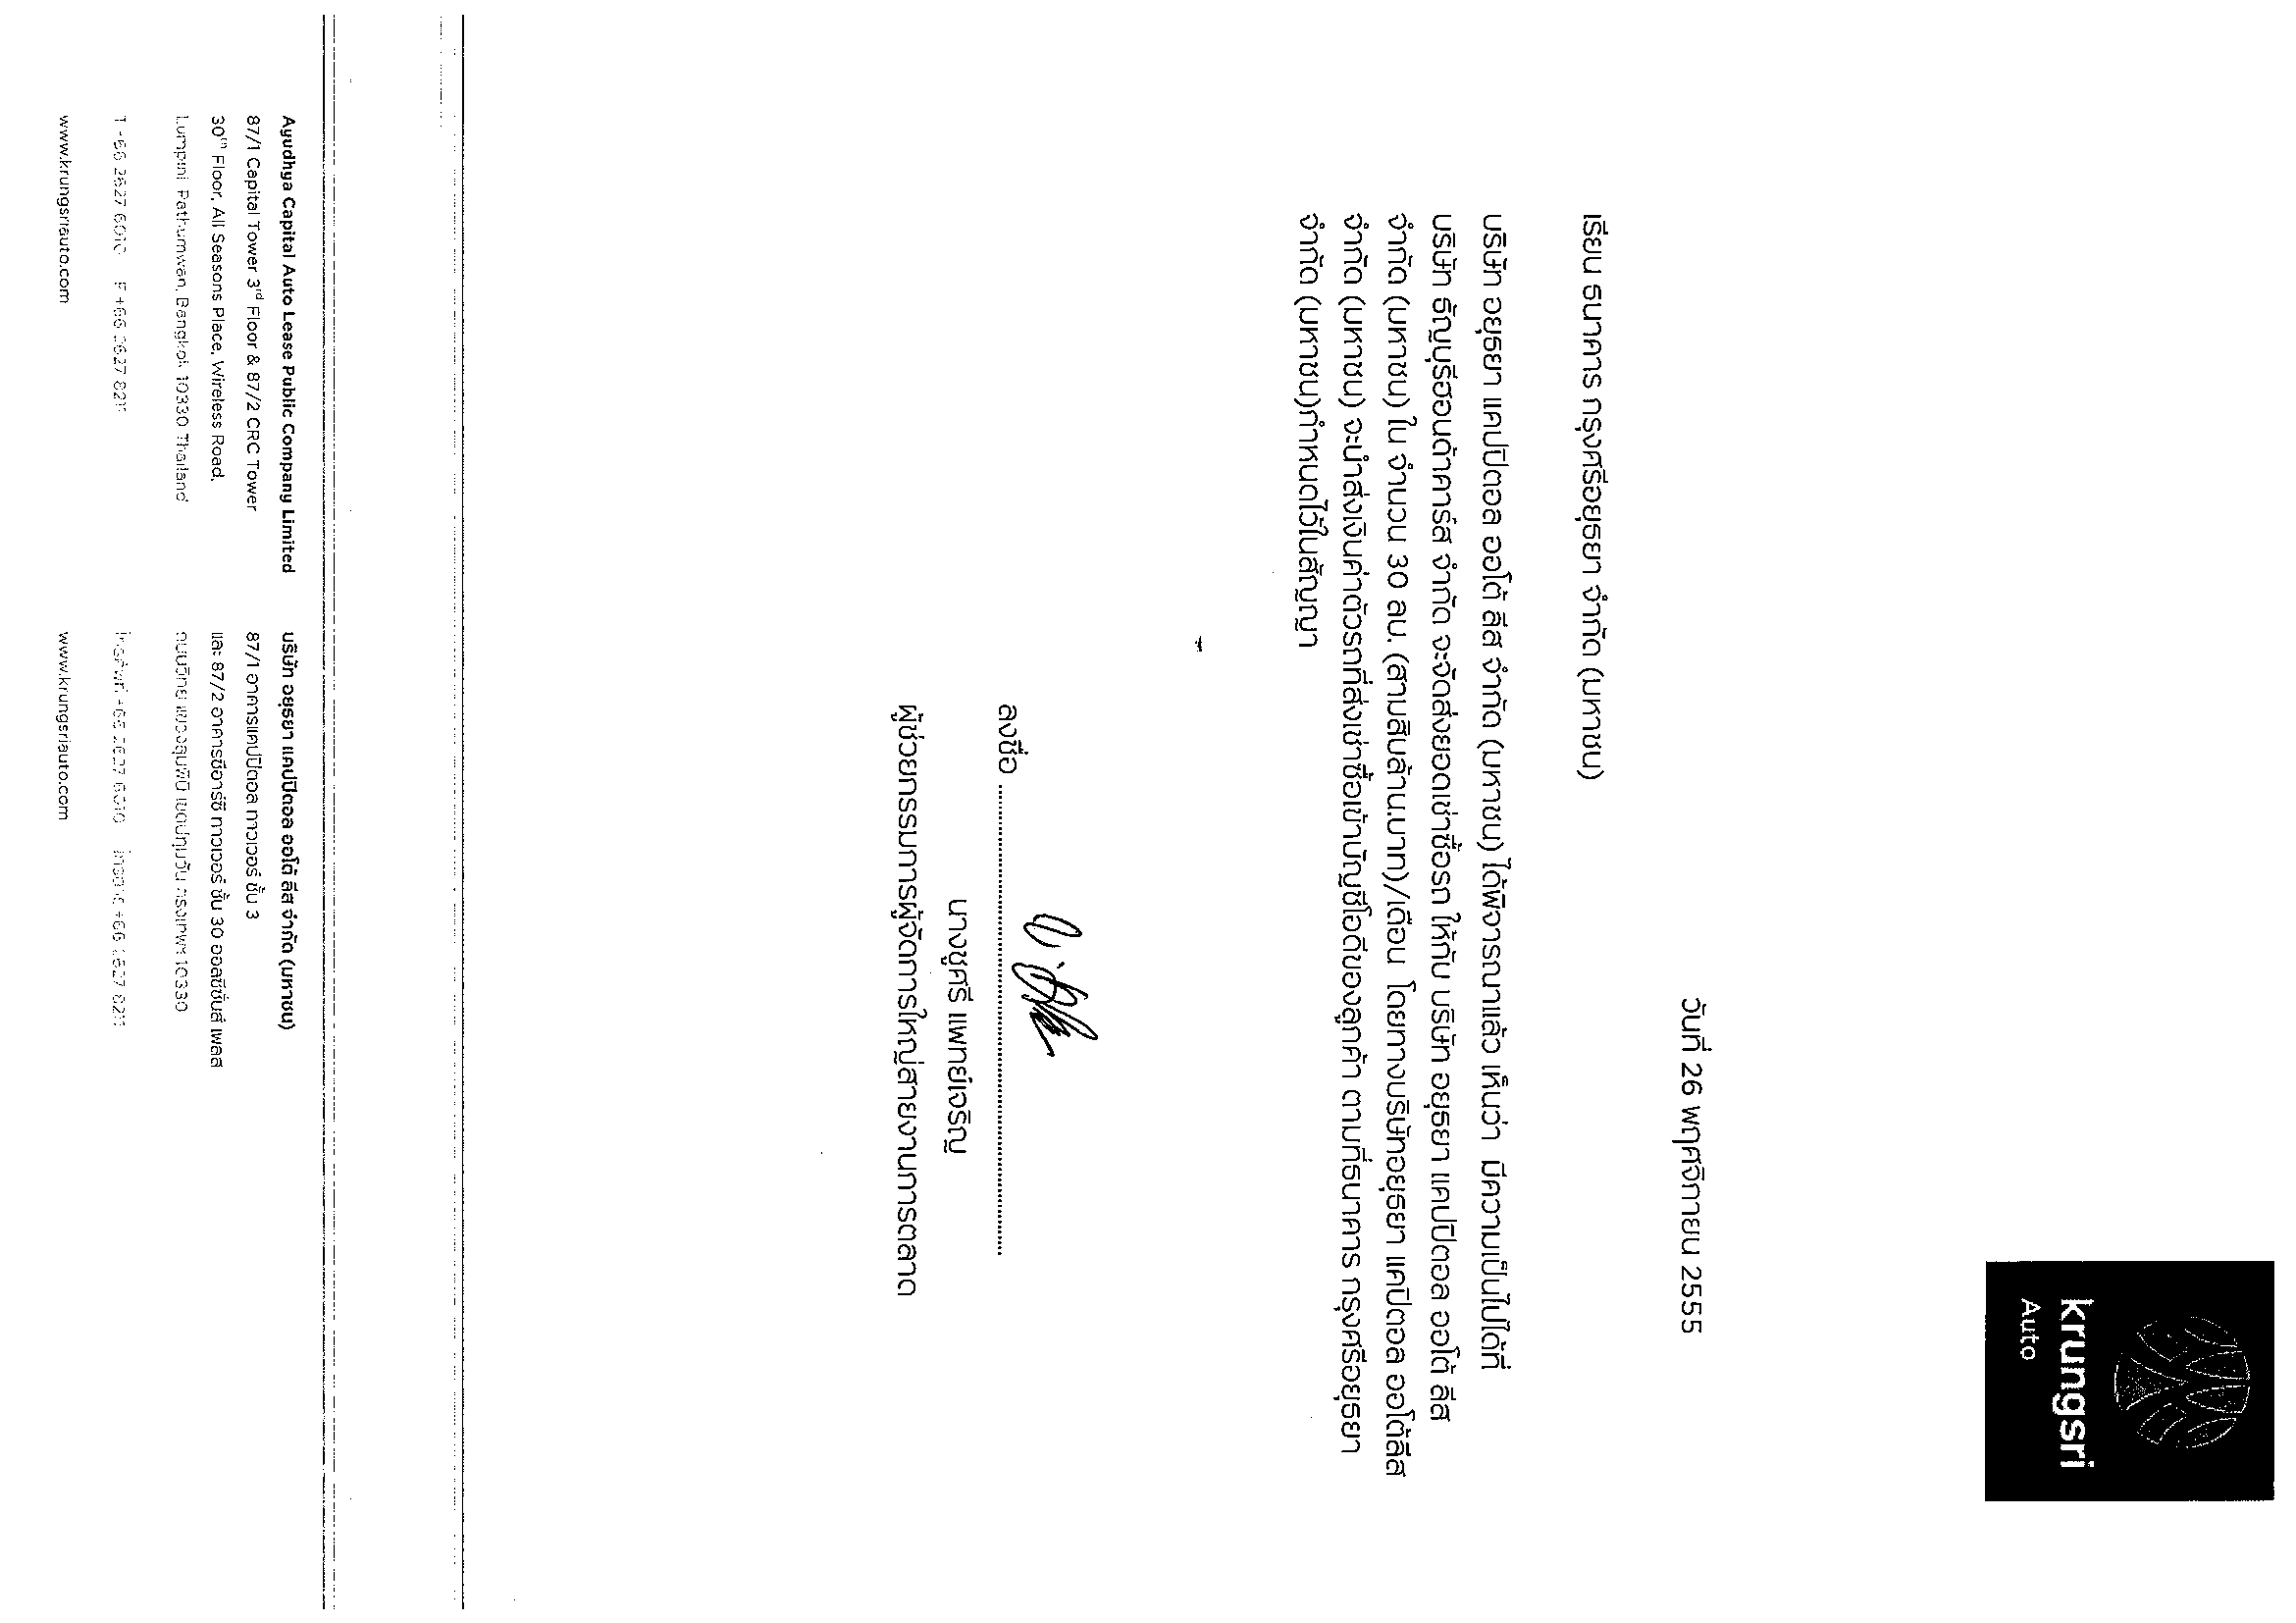 krungsri
Auto
วันที่ 26 พฤศจิกายน 2555
เรียน ธนาคาร กรุงศรีอยุธยา จำกัด (มหาชน)
บริษัท อยุธยา แคปปิตอล ออโต้ ลีส จำกัด (มหาชน) ได้พิจารณาแล้ว เห็นว่า มีความเป็นไปได้ที่
บริษัท ธัญบุรีฮอนด้าคาร์ส จำกัด จะจัดส่งยอดเช่าซื้อรถ ให้กับ บริษัท อยุธยา แคปปิตอล ออโต้ ลีส
จำกัด (มหาชน) ใน จำนวน 30 ลบ. (สามสิบล้านบาท)/เดือน โดยทางบริษัทอยุธยา แคปิตอล ออโต้ลีส
จำกัด (มหาชน) จะนำส่งเงินค่าตัวรถที่ส่งเช่าซื้อเข้าบัญชีโอดีของลูกค้า ตามที่ธนาคาร กรุงศรีอยุธยา
จำกัด (มหาชน)กำหนดไว้ในสัญญา
ลงชื่อ ................................................
นางชูศรี แพทย์เจริญ
ผู้ช่วยกรรมการผู้จัดการใหญ่สายงานการตลาด
Ayudhya Capital Auto Lease Public Company Limited
87/1 Capital Tower 3rd Floor & 87/2 CRC Tower
30th Floor, All Seasons Place, Wireless Road,
Lumpini Pathumwan, Bangkok 10330 Thailand
www.krungsriauto.com
บริษัท อยุธยา แคปปิตอล ออโต้ ลีส จำกัด (มหาชน)
87/1 อาคารแคปปิตอล ทาวเวอร์ ชั้น 3
และ 87/2 อาคารซีอาร์ซี ทาวเวอร์ ชั้น 30 ออลซีซั่นส์ เพลส
ถนนวิทยุ แขวงลุมพินี เขตปทุมวัน กรุงเทพฯ 10330
www.krungsriauto.com